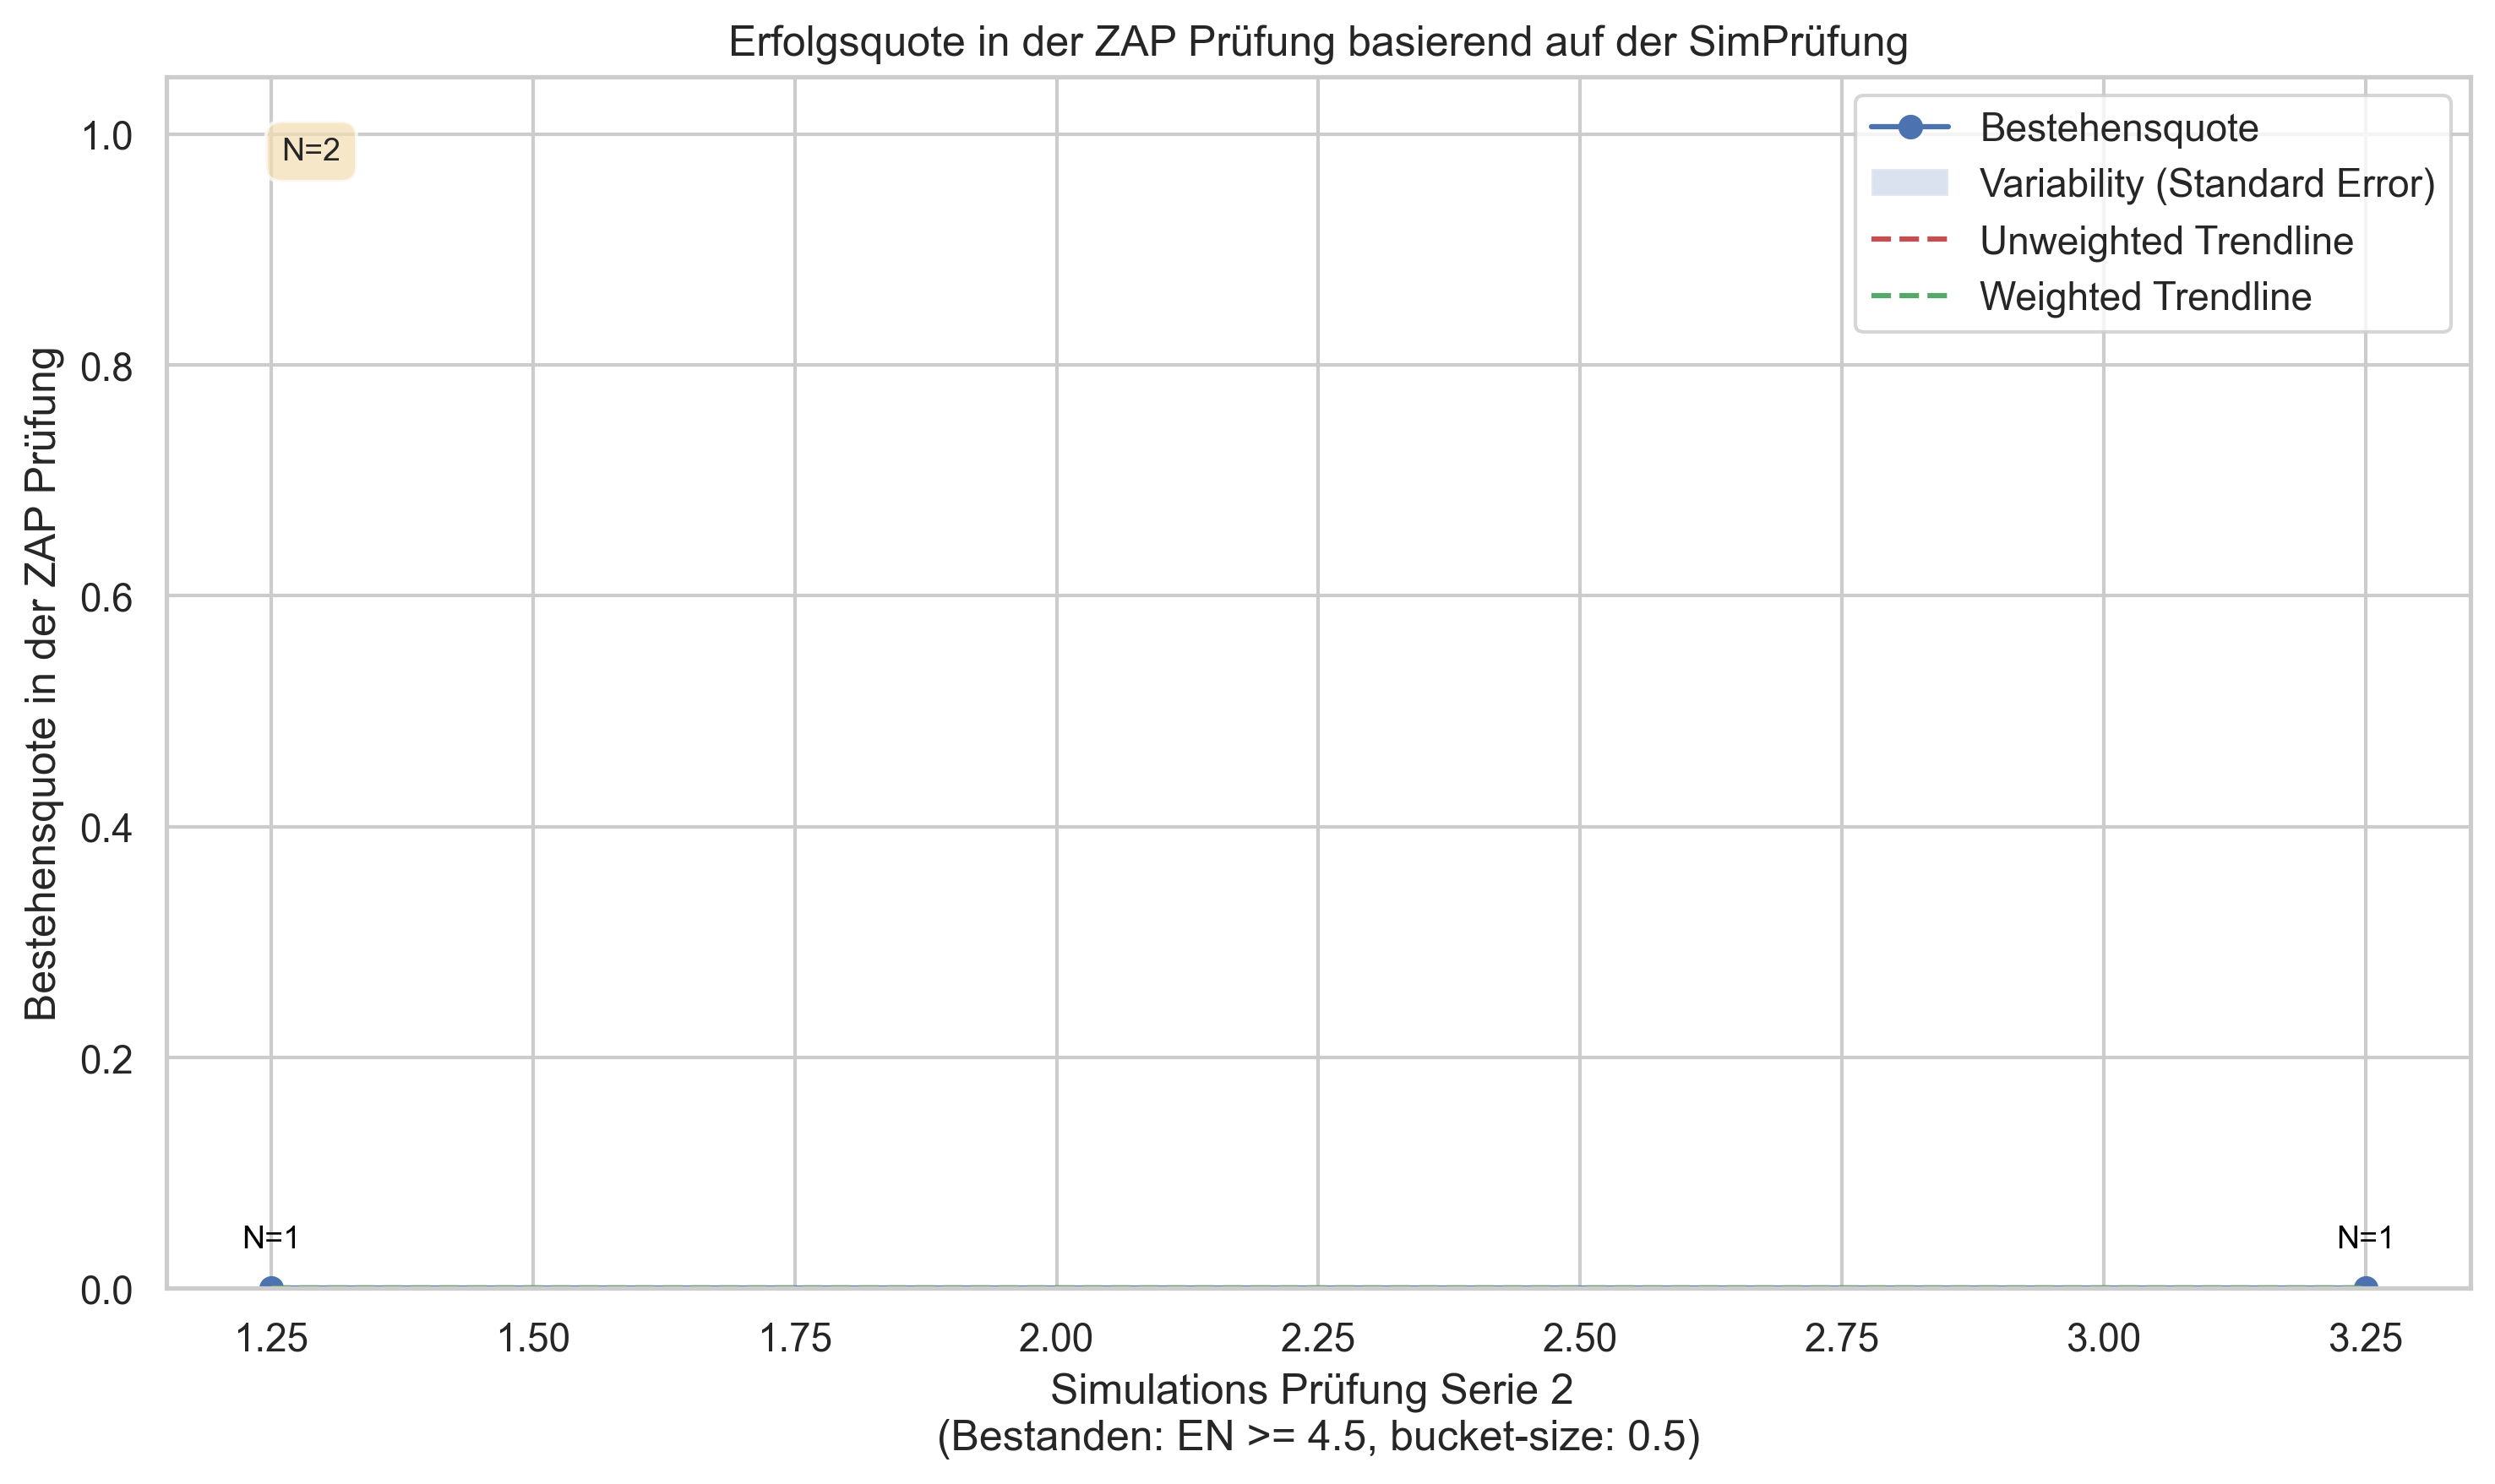 Erfolgsquote in der ZAP Prüfung basierend auf der SimPrüfung
Bestehensquote in der ZAP Prüfung
1.0
0.8
0.6
0.4
0.2
0.0
N=2
Bestehensquote
Variability (Standard Error)
Unweighted Trendline
Weighted Trendline
N=1
N=1
1.25
1.50
1.75
2.00
2.25
2.50
2.75
3.00
3.25
Simulations Prüfung Serie 2
(Bestanden: EN >= 4.5, bucket-size: 0.5)